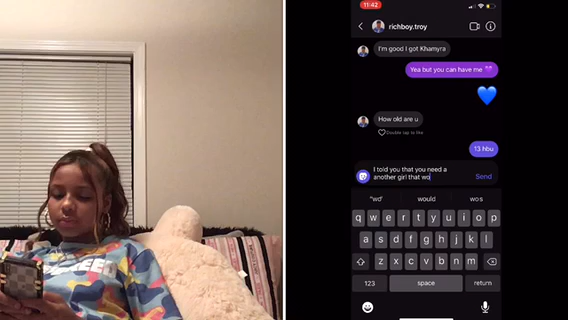 11:42
richboy.troy
I'm good I got Khamyra
Yea but you can have me 💜
💙
How old are u
Double tap to like
13 hbu
I told you that you need a
another girl that wo
Send
"wo" would wos
q w e r t y u i o p
a s d f g h j k l
z x c v b n m
123 space return